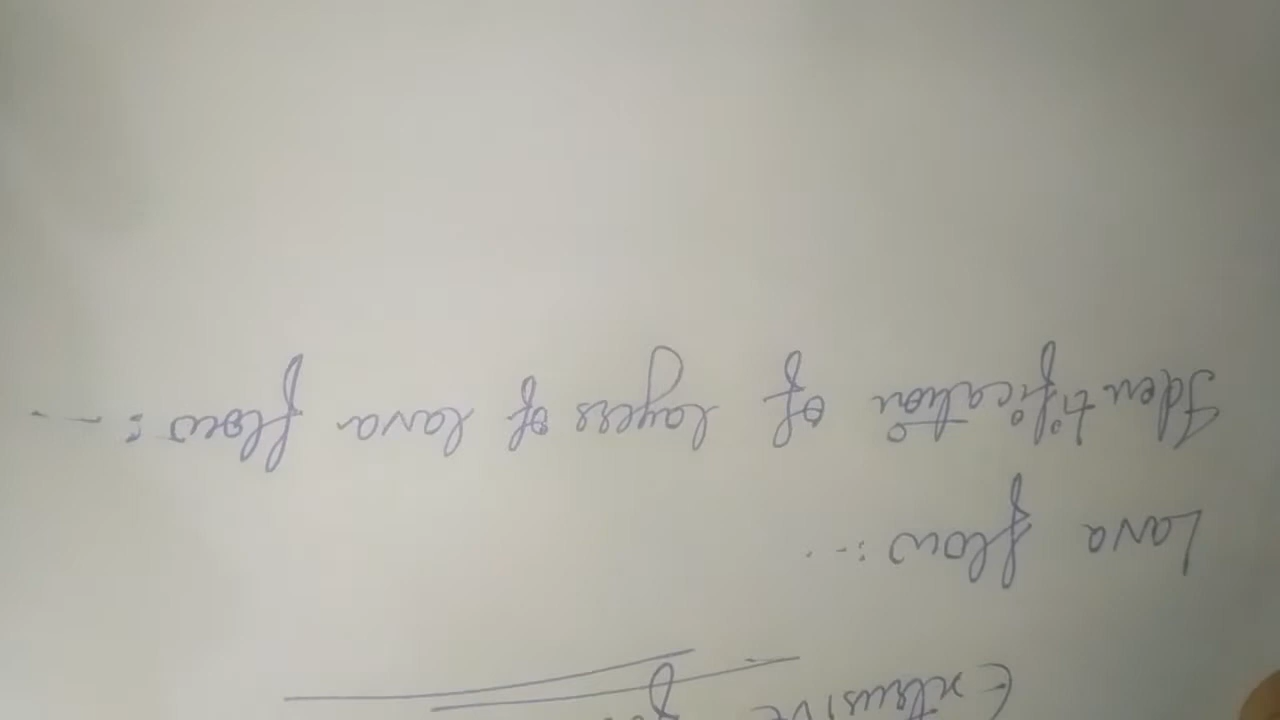 Extrusive
Lava flow :-
Identification of layers of lava flow :--